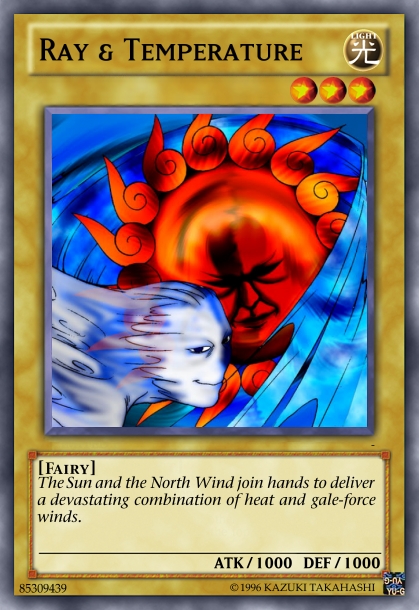 RAY & TEMPERATURE
LIGHT
光
[FAIRY]
The Sun and the North Wind join hands to deliver
a devastating combination of heat and gale-force
winds.
ATK / 1000 DEF / 1000
85309439 ©1996 KAZUKI TAKAHASHI